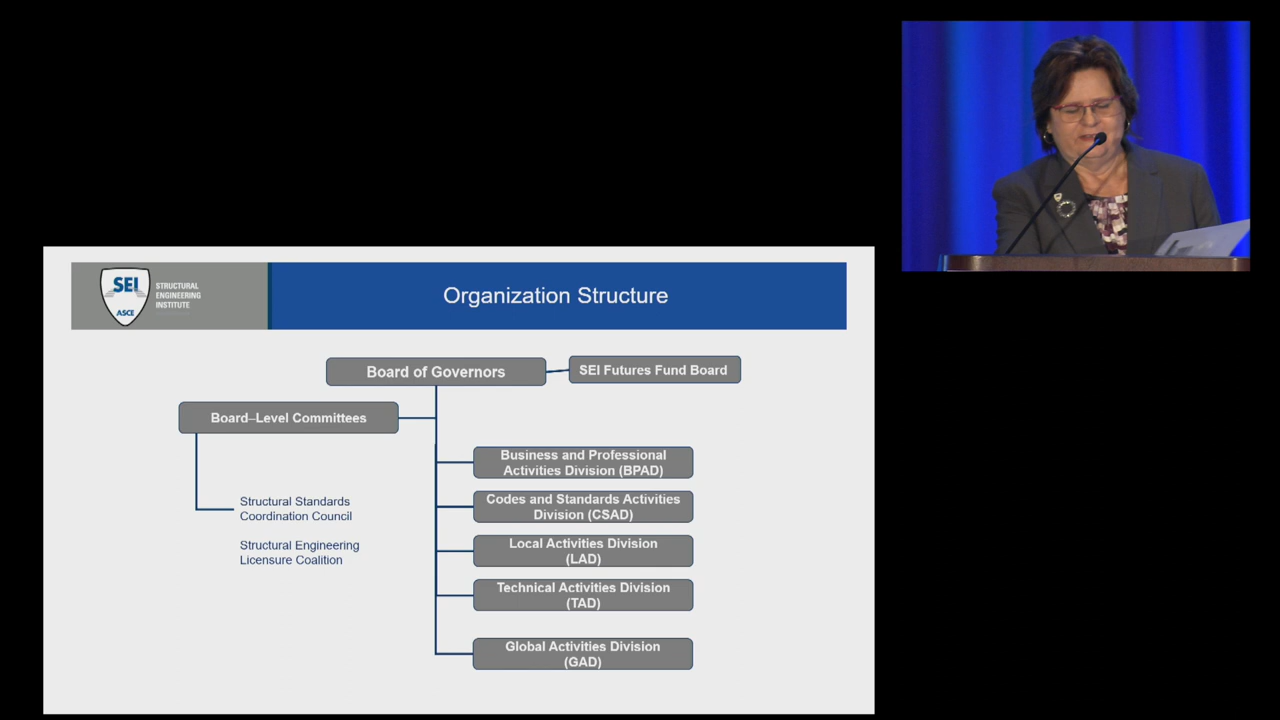 SEI
ASCE
STRUCTURAL
ENGINEERING
INSTITUTE
Organization Structure
Board of Governors
SEI Futures Fund Board
Board–Level Committees
Business and Professional
Activities Division (BPAD)
Structural Standards
Coordination Council
Codes and Standards Activities
Division (CSAD)
Structural Engineering
Licensure Coalition
Local Activities Division
(LAD)
Technical Activities Division
(TAD)
Global Activities Division
(GAD)